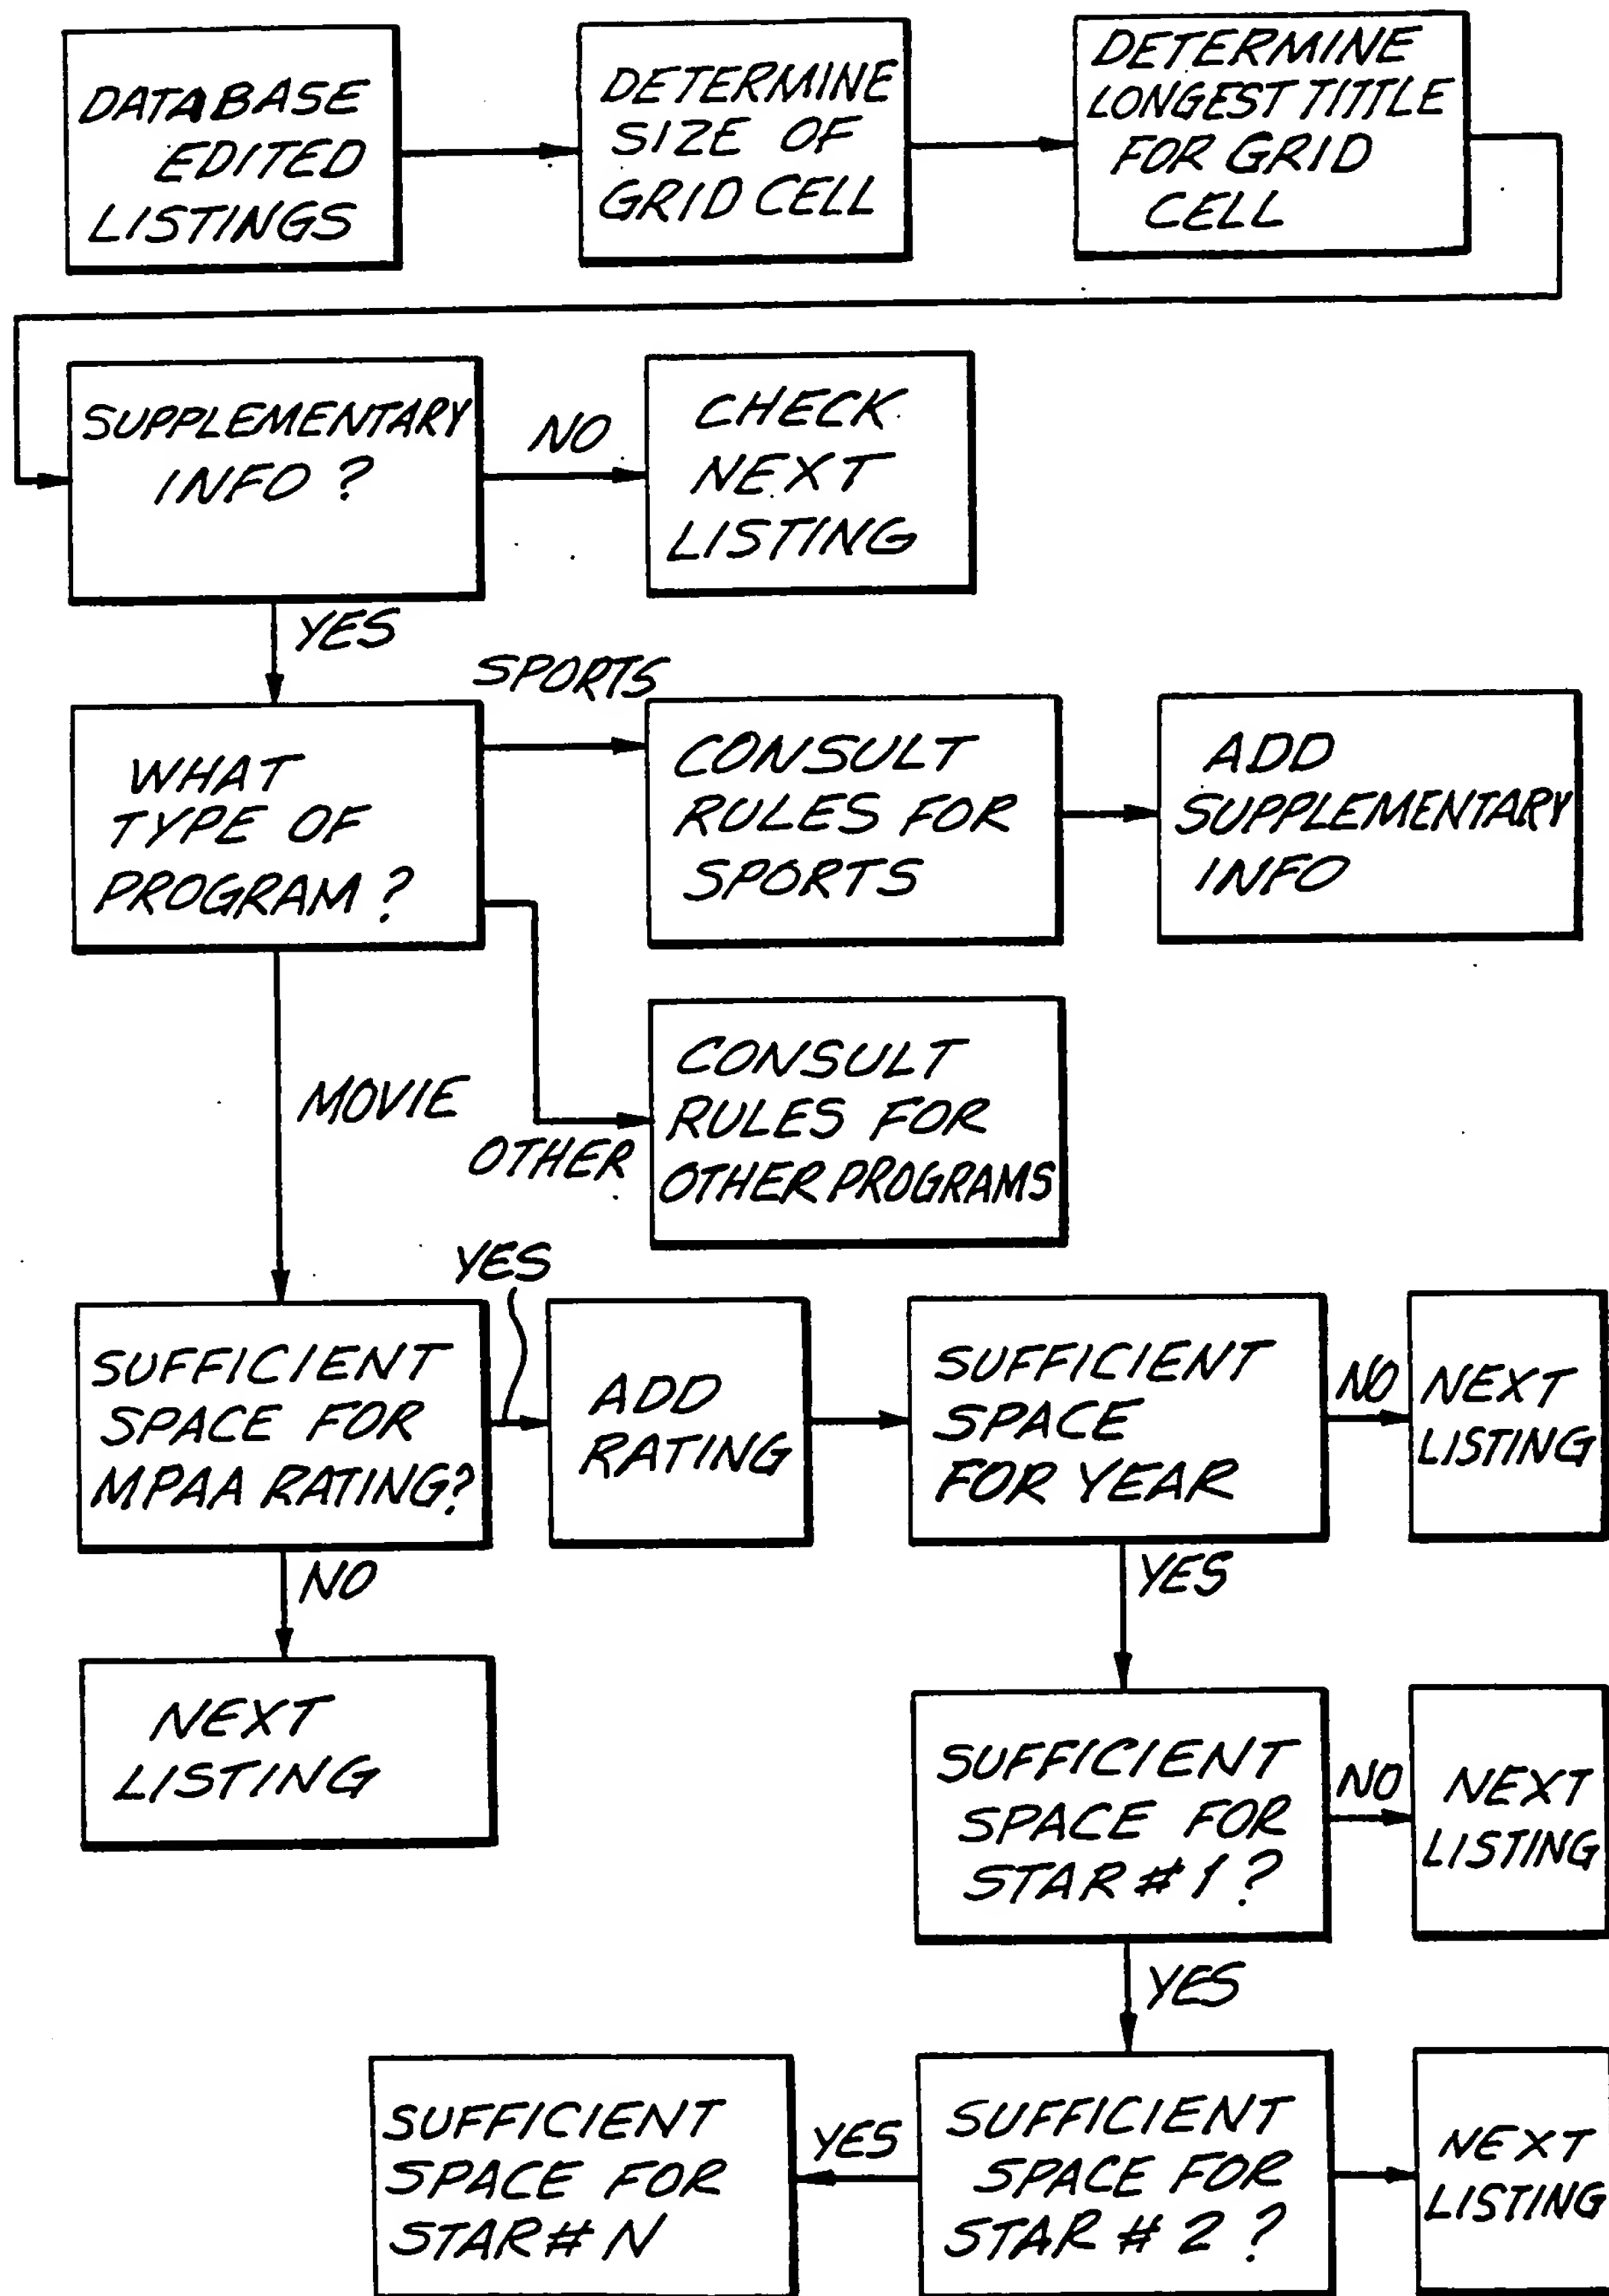 DATABASE
EDITED
LISTINGS
DETERMINE
SIZE OF
GRID CELL
DETERMINE
LONGEST TITTLE
FOR GRID
CELL
SUPPLEMENTARY
INFO ?
NO
CHECK
NEXT
LISTING
YES
WHAT
TYPE OF
PROGRAM ?
SPORTS
CONSULT
RULES FOR
SPORTS
ADD
SUPPLEMENTARY
INFO
OTHER
CONSULT
RULES FOR
OTHER PROGRAMS
MOVIE
SUFFICIENT
SPACE FOR
MPAA RATING?
YES
ADD
RATING
SUFFICIENT
SPACE
FOR YEAR
NO
NEXT
LISTING
NO
NEXT
LISTING
YES
SUFFICIENT
SPACE FOR
STAR # 1 ?
NO
NEXT
LISTING
YES
SUFFICIENT
SPACE FOR
STAR # 2 ?
NEXT
LISTING
YES
SUFFICIENT
SPACE FOR
STAR # N